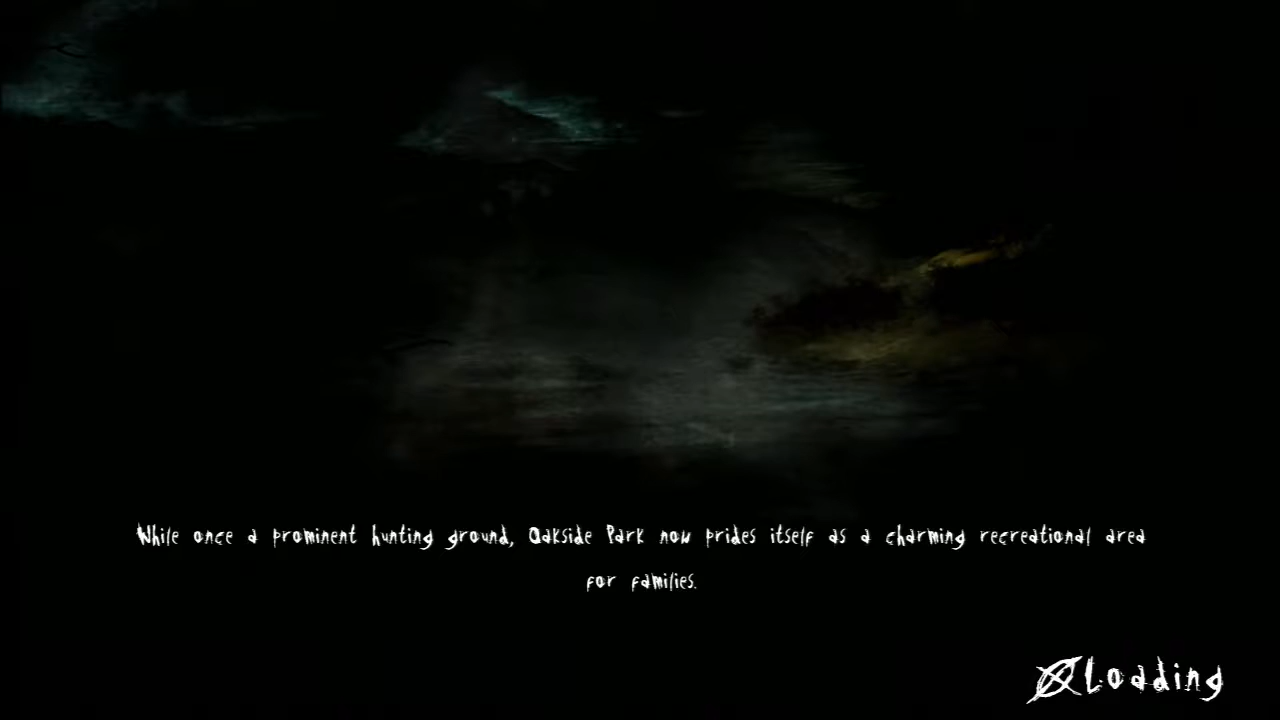 While once a prominent hunting ground, Oakside Park now prides itself as a charming recreational area
for families.
Loading